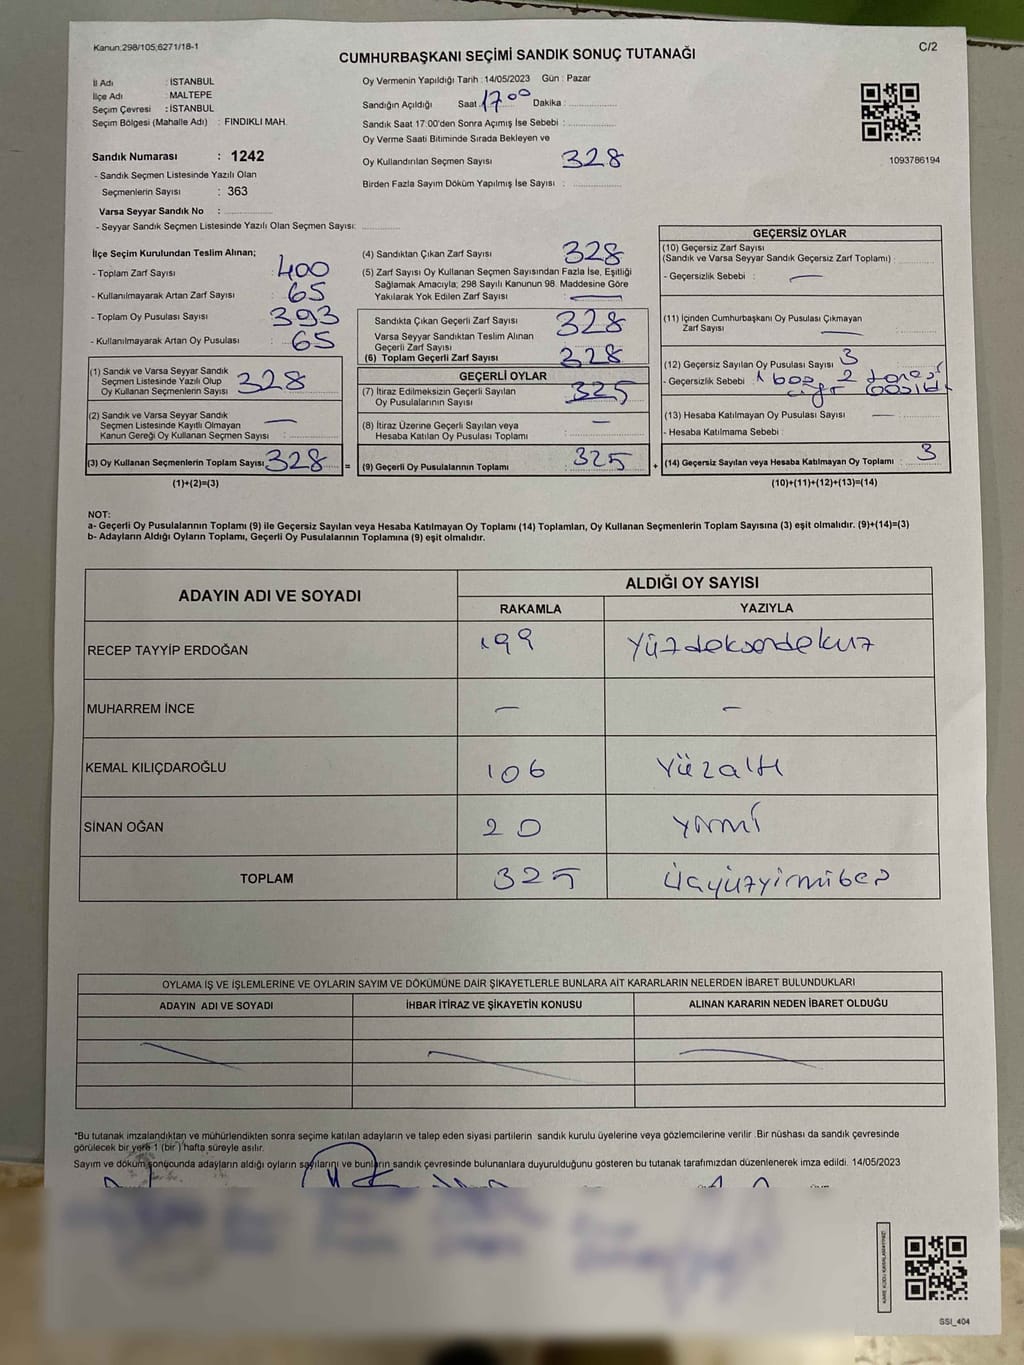 Kanun:298/105;6271/18-1
C/2
CUMHURBAŞKANI SEÇİMİ SANDIK SONUÇ TUTANAĞI
İl Adı : İSTANBUL
İlçe Adı : MALTEPE
Seçim Çevresi : İSTANBUL
Seçim Bölgesi (Mahalle Adı) : FINDIKLI MAH.
Sandık Numarası : 1242
- Sandık Seçmen Listesinde Yazılı Olan
Seçmenlerin Sayısı : 363
Varsa Seyyar Sandık No :
- Seyyar Sandık Seçmen Listesinde Yazılı Olan Seçmen Sayısı:
Oy Vermenin Yapıldığı Tarih : 14/05/2023 Gün : Pazar
Sandığın Açıldığı Saat 17 00 Dakika :
Sandık Saat 17:00'den Sonra Açımış İse Sebebi :
Oy Verme Saati Bitiminde Sırada Bekleyen ve
Oy Kullandırılan Seçmen Sayısı 328
Birden Fazla Sayım Döküm Yapılmış İse Sayısı :
1093786194
İlçe Seçim Kurulundan Teslim Alınan;
- Toplam Zarf Sayısı : 400
- Kullanılmayarak Artan Zarf Sayısı : 65
- Toplam Oy Pusulası Sayısı : 393
- Kullanılmayarak Artan Oy Pusulası : 65
(1) Sandık ve Varsa Seyyar Sandık
Seçmen Listesinde Yazılı Olup
Oy Kullanan Seçmenlerin Sayısı 328
(2) Sandık ve Varsa Seyyar Sandık
Seçmen Listesinde Kayıtlı Olmayan
Kanun Gereği Oy Kullanan Seçmen Sayısı : —
(3) Oy Kullanan Seçmenlerin Toplam Sayısı 328
(1)+(2)=(3)
(4) Sandıktan Çıkan Zarf Sayısı 328
(5) Zarf Sayısı Oy Kullanan Seçmen Sayısından Fazla İse, Eşitliği
Sağlamak Amacıyla; 298 Sayılı Kanunun 98. Maddesine Göre
Yakılarak Yok Edilen Zarf Sayısı : —
Sandıkta Çıkan Geçerli Zarf Sayısı 328
Varsa Seyyar Sandıktan Teslim Alınan
Geçerli Zarf Sayısı
(6) Toplam Geçerli Zarf Sayısı 328
GEÇERLİ OYLAR
(7) İtiraz Edilmeksizin Geçerli Sayılan
Oy Pusulalarının Sayısı 325
(8) İtiraz Üzerine Geçerli Sayılan veya
Hesaba Katılan Oy Pusulası Toplamı : —
= (9) Geçerli Oy Pusulalarının Toplamı : 325 +
GEÇERSİZ OYLAR
(10) Geçersiz Zarf Sayısı
(Sandık ve Varsa Seyyar Sandık Geçersiz Zarf Toplamı) :
- Geçersizlik Sebebi : —
(11) İçinden Cumhurbaşkanı Oy Pusulası Çıkmayan
Zarf Sayısı —
(12) Geçersiz Sayılan Oy Pusulası Sayısı 3
- Geçersizlik Sebebi : 1 boş 2
(13) Hesaba Katılmayan Oy Pusulası Sayısı —
- Hesaba Katılmama Sebebi :
(14) Geçersiz Sayılan veya Hesaba Katılmayan Oy Toplamı : 3
(10)+(11)+(12)+(13)=(14)
NOT:
a- Geçerli Oy Pusulalarının Toplamı (9) ile Geçersiz Sayılan veya Hesaba Katılmayan Oy Toplamı (14) Toplamları, Oy Kullanan Seçmenlerin Toplam Sayısına (3) eşit olmalıdır. (9)+(14)=(3)
b- Adayların Aldığı Oyların Toplamı, Geçerli Oy Pusulalarının Toplamına (9) eşit olmalıdır.
ADAYIN ADI VE SOYADI
ALDIĞI OY SAYISI
RAKAMLA YAZIYLA
RECEP TAYYİP ERDOĞAN 199 Yüzdoksandokuz
MUHARREM İNCE — —
KEMAL KILIÇDAROĞLU 106 Yüzaltı
SİNAN OĞAN 20 Yirmi
TOPLAM 325 Üçyüzyirmibeş
OYLAMA İŞ VE İŞLEMLERİNE VE OYLARIN SAYIM VE DÖKÜMÜNE DAİR ŞİKAYETLERLE BUNLARA AİT KARARLARIN NELERDEN İBARET BULUNDUKLARI
ADAYIN ADI VE SOYADI İHBAR İTİRAZ VE ŞİKAYETİN KONUSU ALINAN KARARIN NEDEN İBARET OLDUĞU
*Bu tutanak imzalandıktan ve mühürlendikten sonra seçime katılan adayların ve talep eden siyasi partilerin sandık kurulu üyelerine veya gözlemcilerine verilir .Bir nüshası da sandık çevresinde
görülecek bir yere 1 (bir ) hafta süreyle asılır.
Sayım ve döküm sonucunda adayların aldığı oyların sayılarını ve bunların sandık çevresinde bulunanlara duyurulduğunu gösteren bu tutanak tarafımızdan düzenlenerek imza edildi. 14/05/2023
SSI_404